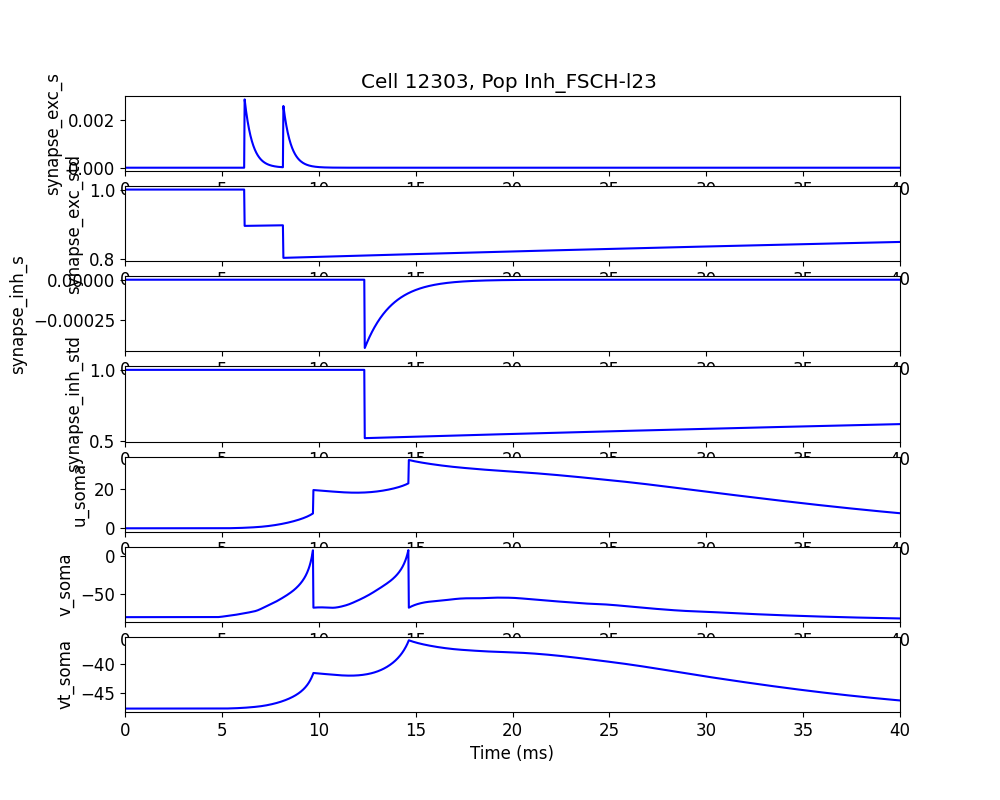 Cell 12303, Pop Inh_FSCH-l23
synapse_exc_s
0.002
0.000
synapse_exc_std
1.0
0.8
synapse_inh_s
0.00000
−0.00025
synapse_inh_std
1.0
0.5
u_soma
20
0
v_soma
0
−50
vt_soma
−40
−45
0 5 10 15 20 25 30 35 40
Time (ms)